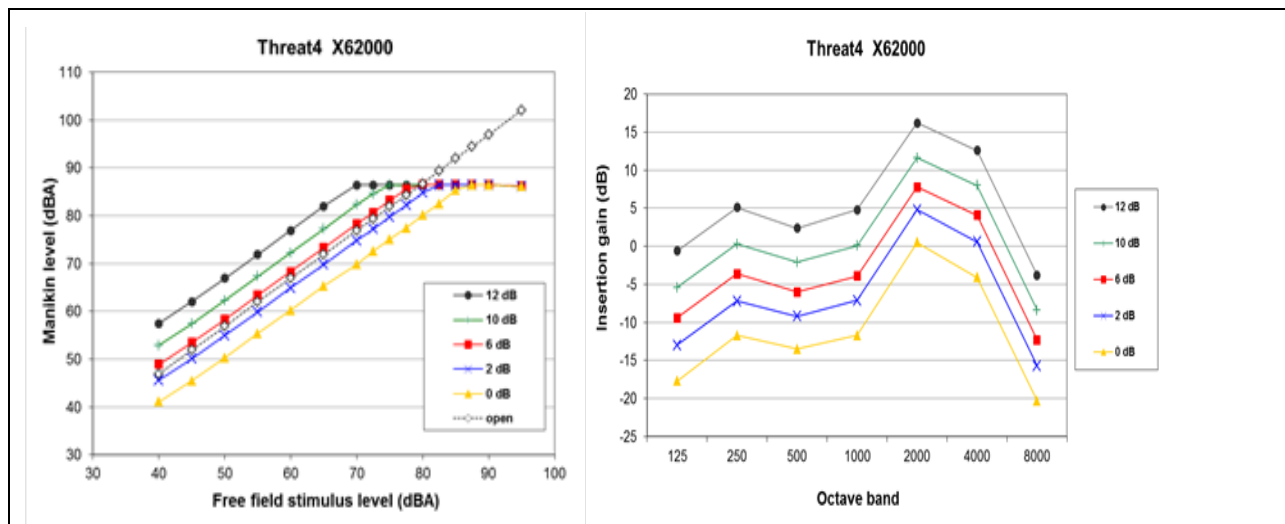 Threat4 X62000
Manikin level (dBA)
110
100
90
80
70
60
50
40
30
30 40 50 60 70 80 90 100
Free field stimulus level (dBA)
12 dB
10 dB
6 dB
2 dB
0 dB
open
Threat4 X62000
Insertion gain (dB)
20
15
10
5
0
-5
-10
-15
-20
-25
125 250 500 1000 2000 4000 8000
Octave band
12 dB
10 dB
6 dB
2 dB
0 dB